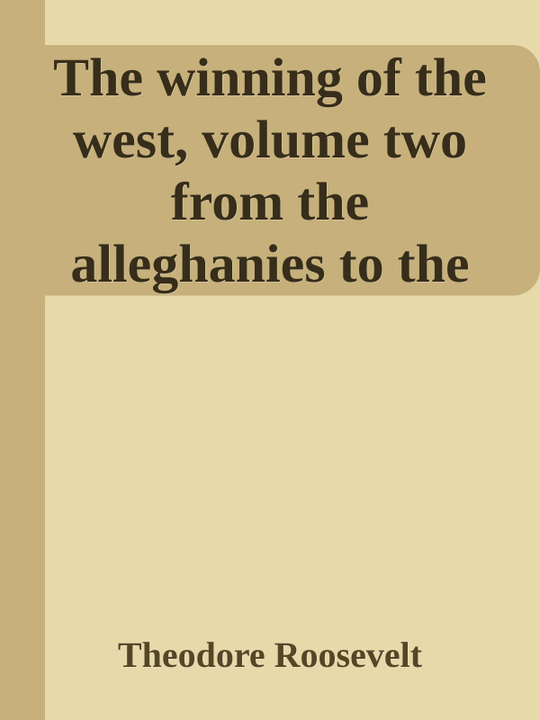 The winning of the
west, volume two
from the
alleghanies to the
Theodore Roosevelt